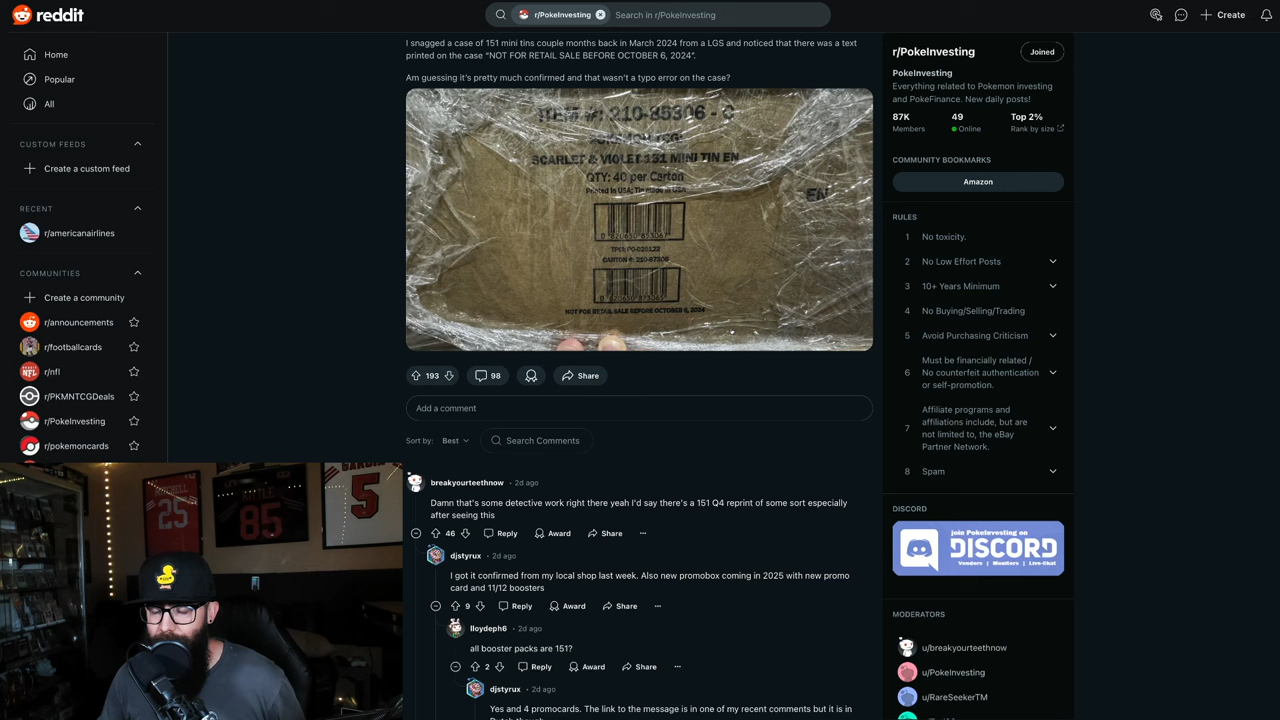 reddit
r/PokeInvesting
Search in r/PokeInvesting
Create
Home
Popular
All
CUSTOM FEEDS
Create a custom feed
RECENT
r/americanairlines
COMMUNITIES
Create a community
r/announcements
r/footballcards
r/nfl
r/PKMNTCGDeals
r/PokeInvesting
r/pokemoncards
I snagged a case of 151 mini tins couple months back in March 2024 from a LGS and noticed that there was a text
printed on the case “NOT FOR RETAIL SALE BEFORE OCTOBER 6, 2024”.
Am guessing it's pretty much confirmed and that wasn't a typo error on the case?
ITEM #: 210-85306 - C
SCARLET & VIOLET 151 MINI TIN EN
QTY: 40 per Carton
Printed in USA; Tin made in USA
EN
NOT FOR RETAIL SALE BEFORE OCTOBER 6, 2024
193
98
Share
Add a comment
Sort by: Best
Search Comments
breakyourteethnow • 2d ago
Damn that's some detective work right there yeah I'd say there's a 151 Q4 reprint of some sort especially
after seeing this
46 Reply Award Share
djstyrux • 2d ago
I got it confirmed from my local shop last week. Also new promobox coming in 2025 with new promo
card and 11/12 boosters
9 Reply Award Share
lloydeph6 • 2d ago
all booster packs are 151?
2 Reply Award Share
djstyrux • 2d ago
Yes and 4 promocards. The link to the message is in one of my recent comments but it is in
Dutch though
r/PokeInvesting
Joined
PokeInvesting
Everything related to Pokemon investing
and PokeFinance. New daily posts!
87K 49 Top 2%
Members Online Rank by size
COMMUNITY BOOKMARKS
Amazon
RULES
1 No toxicity.
2 No Low Effort Posts
3 10+ Years Minimum
4 No Buying/Selling/Trading
5 Avoid Purchasing Criticism
6 Must be financially related /
No counterfeit authentication
or self-promotion.
7 Affiliate programs and
affiliations include, but are
not limited to, the eBay
Partner Network.
8 Spam
DISCORD
join PokeInvesting on
DISCORD
Vendors | Monitors | Live-Chat
MODERATORS
u/breakyourteethnow
u/PokeInvesting
u/RareSeekerTM
MITCHELL
25
85
GARCIA
5